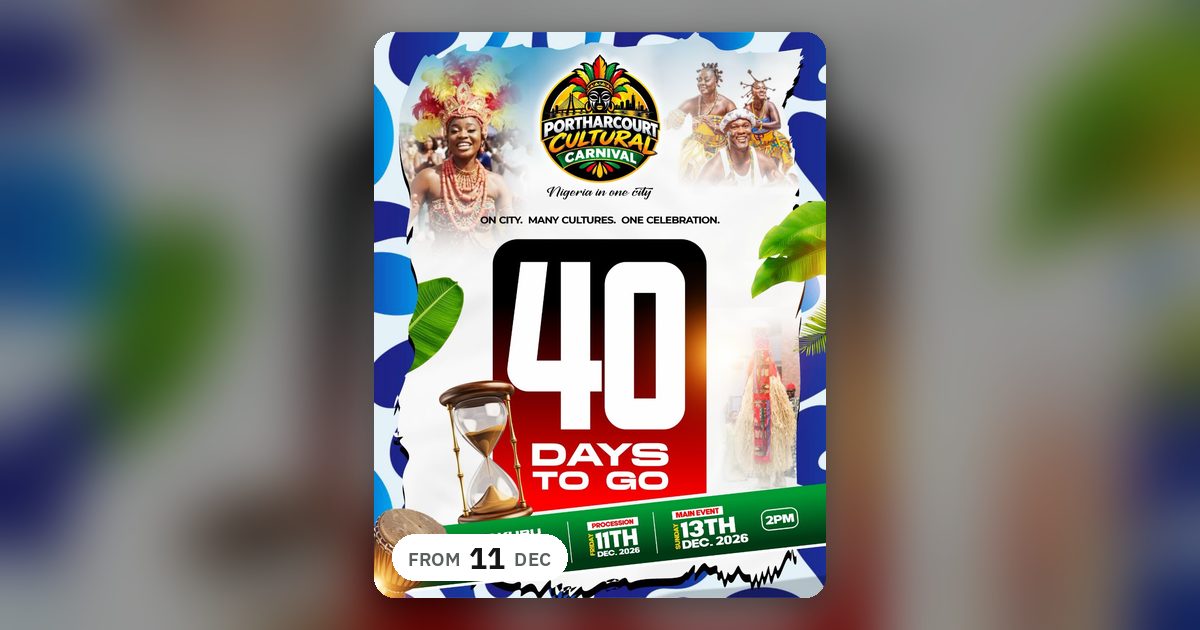 PORTHARCOURT
CULTURAL
CARNIVAL
Nigeria in one city
ON CITY. MANY CULTURES. ONE CELEBRATION.
40
DAYS
TO GO
PROCESSION
FRIDAY
11TH
DEC. 2026
MAIN EVENT
SUNDAY
13TH
DEC. 2026
2PM
FROM 11 DEC